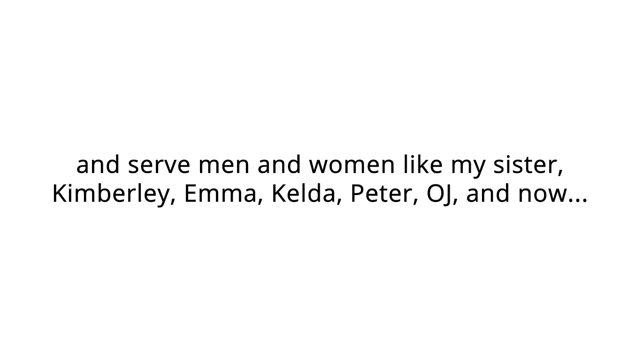 and serve men and women like my sister,
Kimberley, Emma, Kelda, Peter, OJ, and now...